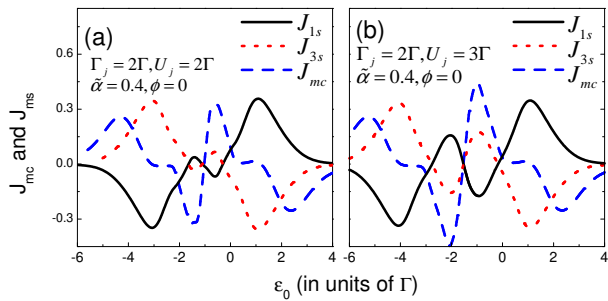 (a)
J1s
J3s
Jmc
Γj = 2Γ, Uj = 2Γ
α̃ = 0.4, ϕ = 0
(b)
J1s
J3s
Jmc
Γj = 2Γ, Uj = 3Γ
α̃ = 0.4, ϕ = 0
Jmc and Jms
0.6
0.3
0.0
-0.3
-6 -4 -2 0 2 4 6 -4 -2 0 2 4 6
ε0 (in units of Γ)